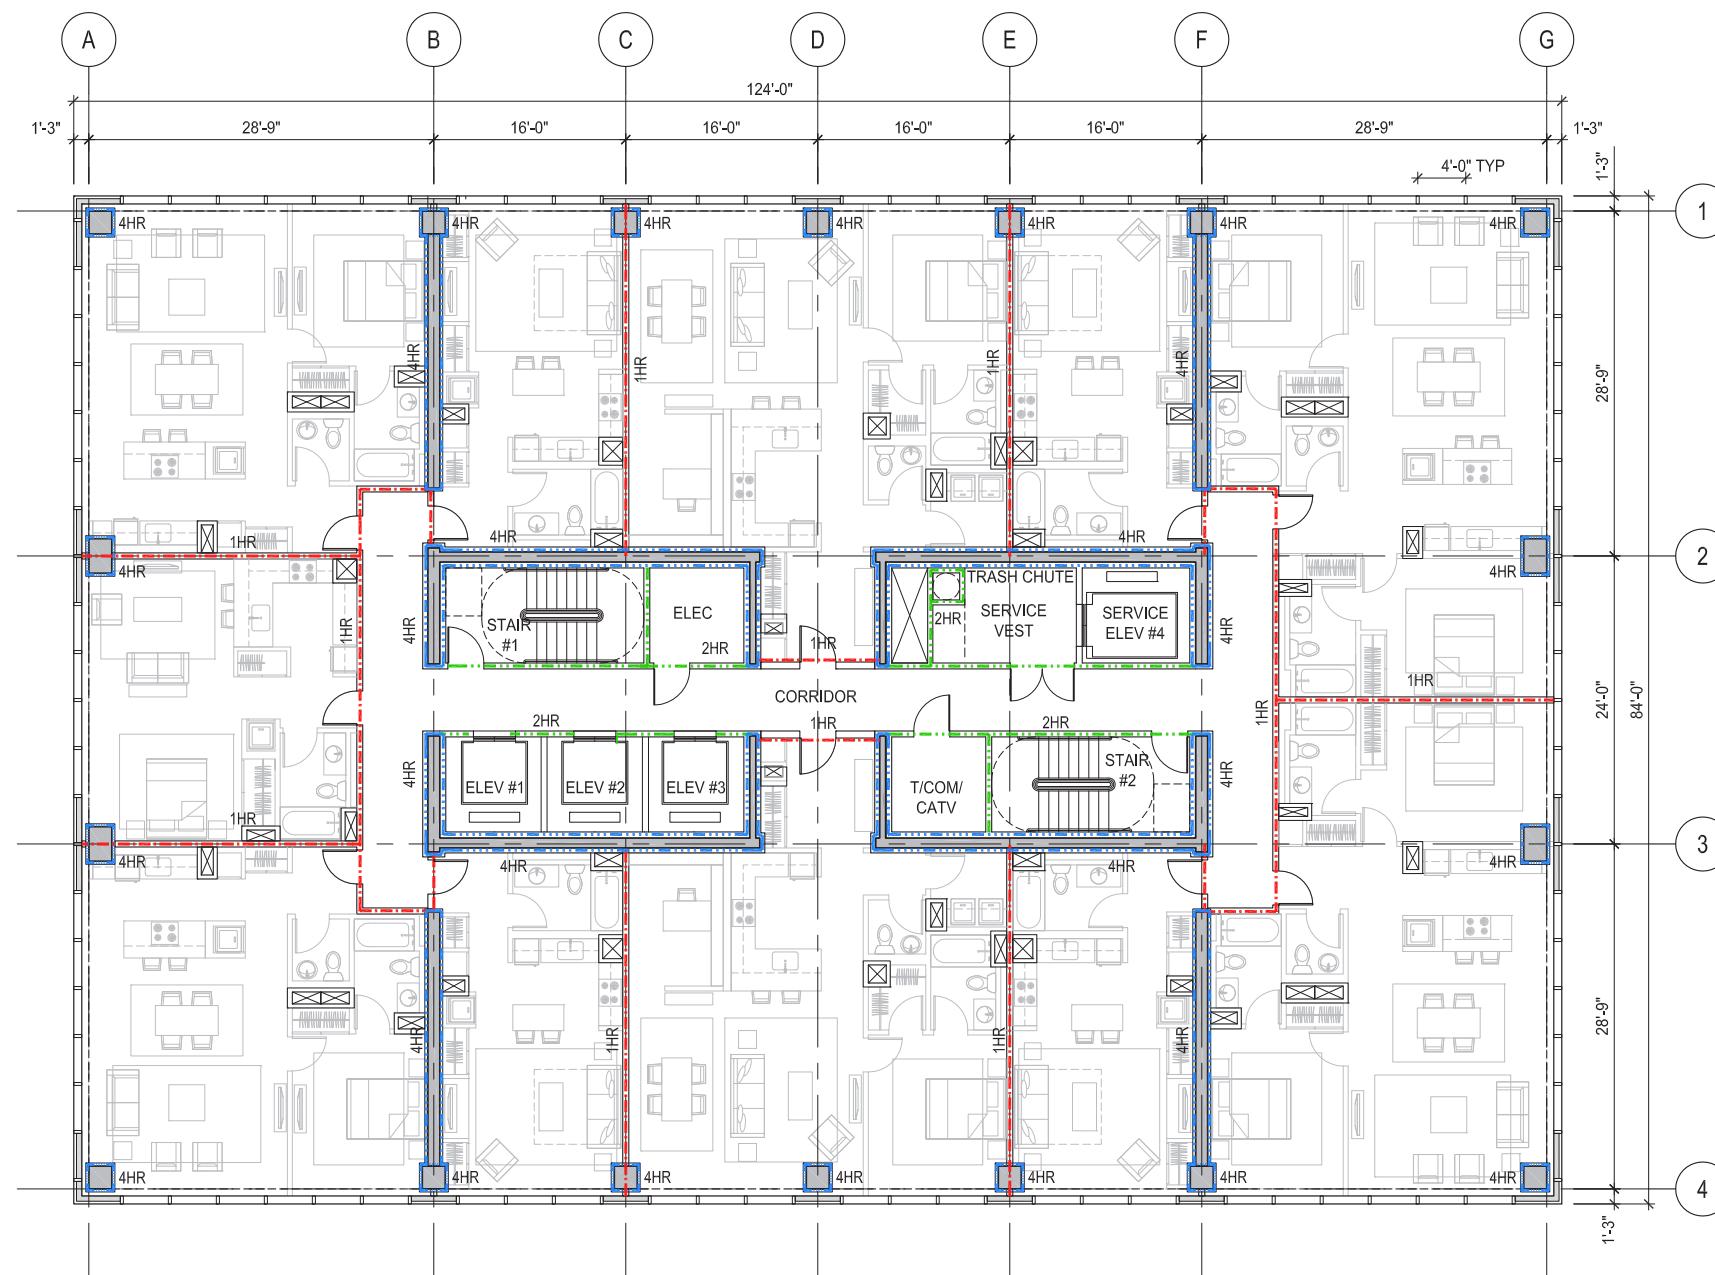 A B C D E F G
124'-0"
1'-3" 28'-9" 16'-0" 16'-0" 16'-0" 16'-0" 28'-9" 1'-3"
4'-0" TYP
1'-3"
1
4HR 4HR 4HR 4HR 4HR 4HR 4HR
4HR 1HR 1HR 4HR
28'-9"
1HR 4HR 4HR
2
4HR 4HR
TRASH CHUTE
ELEC
SERVICE
VEST
SERVICE
ELEV #4
STAIR
#1
2HR
1HR 4HR 4HR
2HR 1HR
1HR
CORRIDOR
1HR
24'-0"
84'-0"
2HR 1HR 2HR
1HR
STAIR
#2
4HR 4HR
ELEV #1 ELEV #2 ELEV #3
T/COM/
CATV
1HR
3
4HR 4HR 4HR 4HR
28'-9"
4HR 1HR 1HR 4HR
4HR 4HR 4HR 4HR 4HR 4HR 4HR
4
1'-3"